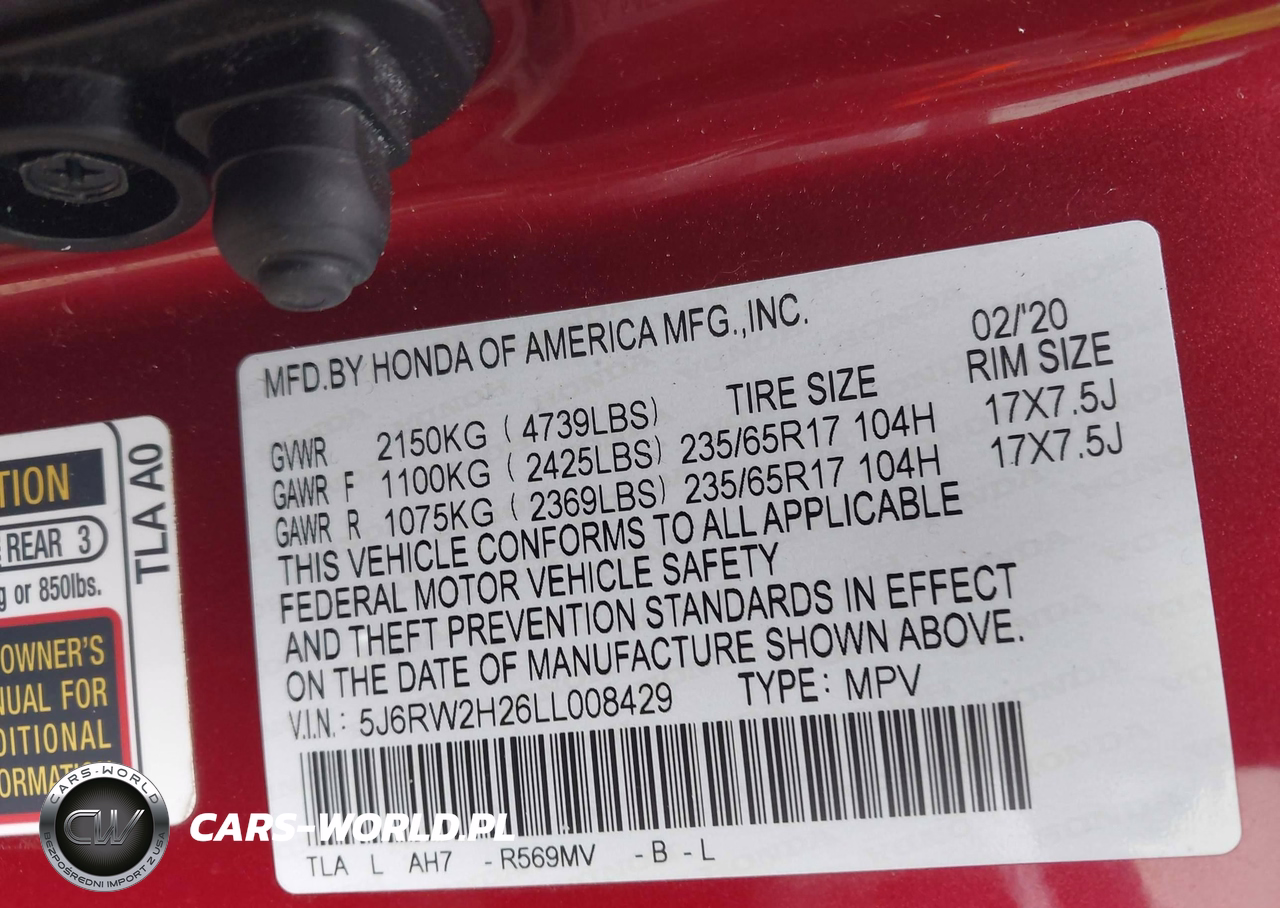 MFD.BY HONDA OF AMERICA MFG.,INC.
02/'20
TIRE SIZE RIM SIZE
GVWR 2150KG ( 4739LBS)
GAWR F 1100KG ( 2425LBS) 235/65R17 104H 17X7.5J
GAWR R 1075KG ( 2369LBS) 235/65R17 104H 17X7.5J
THIS VEHICLE CONFORMS TO ALL APPLICABLE
FEDERAL MOTOR VEHICLE SAFETY
AND THEFT PREVENTION STANDARDS IN EFFECT
ON THE DATE OF MANUFACTURE SHOWN ABOVE.
V.I.N.: 5J6RW2H26LL008429 TYPE: MPV
TLA L AH7 - R569MV - B - L
TION
REAR 3
g or 850lbs.
OWNER'S
NUAL FOR
DITIONAL
ORMATI
TLA A0
CARS-WORLD
CW
BEZPOŚREDNI IMPORT Z USA
CARS-WORLD.PL